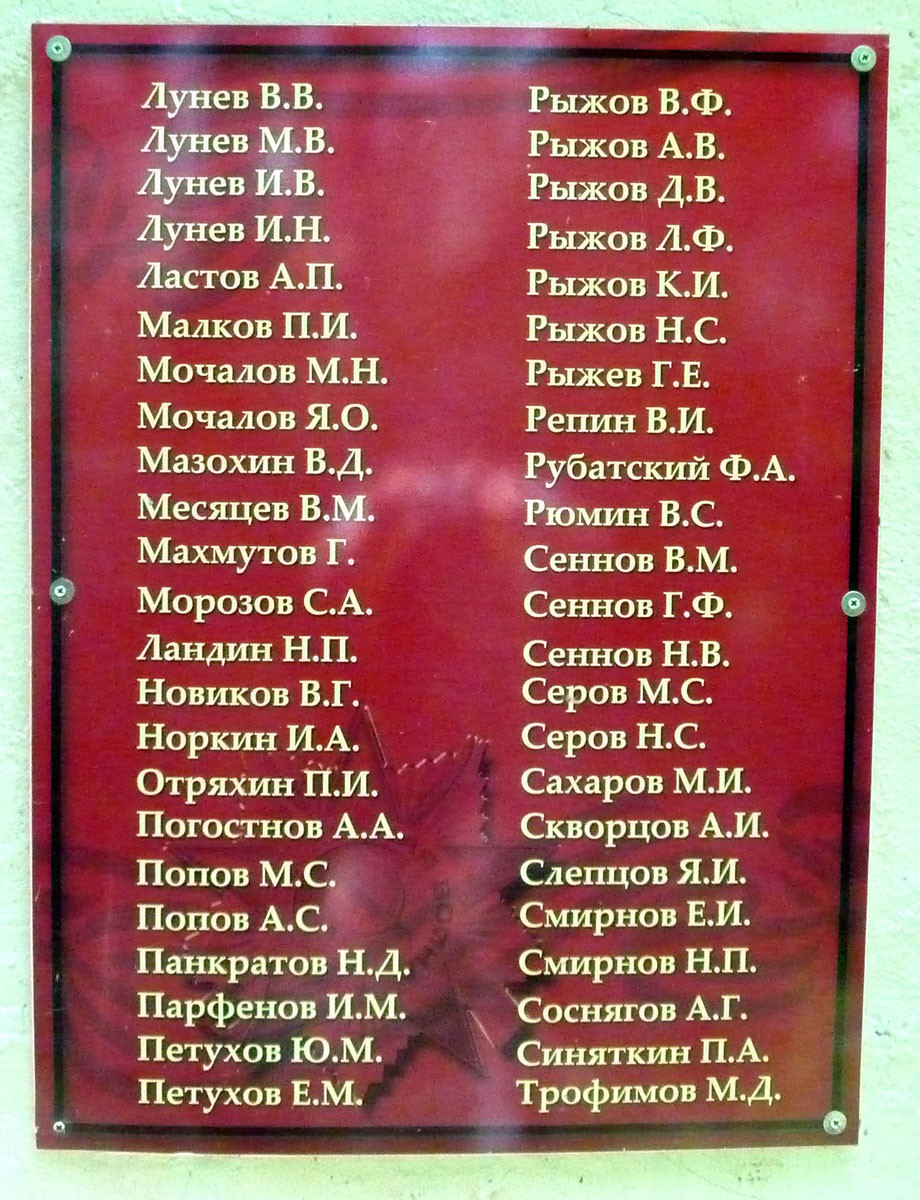 Лунев В.В.
Лунев М.В.
Лунев И.В.
Лунев И.Н.
Ластов А.П.
Малков П.И.
Мочалов М.Н.
Мочалов Я.О.
Мазохин В.Д.
Месяцев В.М.
Махмутов Г.
Морозов С.А.
Ландин Н.П.
Новиков В.Г.
Норкин И.А.
Отряхин П.И.
Погостнов А.А.
Попов М.С.
Попов А.С.
Панкратов Н.Д.
Парфенов И.М.
Петухов Ю.М.
Петухов Е.М.
Рыжов В.Ф.
Рыжов А.В.
Рыжов Д.В.
Рыжов Л.Ф.
Рыжов К.И.
Рыжов Н.С.
Рыжев Г.Е.
Репин В.И.
Рубатский Ф.А.
Рюмин В.С.
Сеннов В.М.
Сеннов Г.Ф.
Сеннов Н.В.
Серов М.С.
Серов Н.С.
Сахаров М.И.
Скворцов А.И.
Слепцов Я.И.
Смирнов Е.И.
Смирнов Н.П.
Соснягов А.Г.
Синяткин П.А.
Трофимов М.Д.